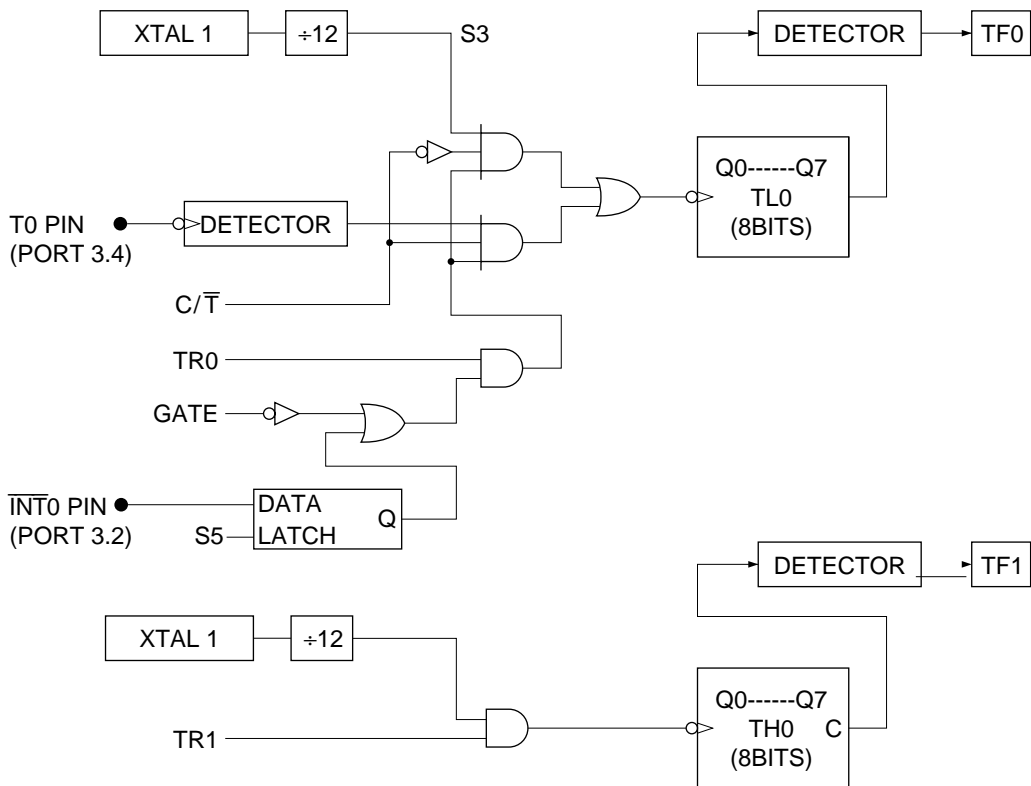 XTAL 1
÷12
S3
DETECTOR
TF0
Q0------Q7
TL0
(8BITS)
T0 PIN
(PORT 3.4)
DETECTOR
C/T̅
TR0
GATE
I̅N̅T̅0 PIN
(PORT 3.2)
DATA
LATCH
Q
S5
DETECTOR
TF1
XTAL 1
÷12
Q0------Q7
TH0
(8BITS)
C
TR1